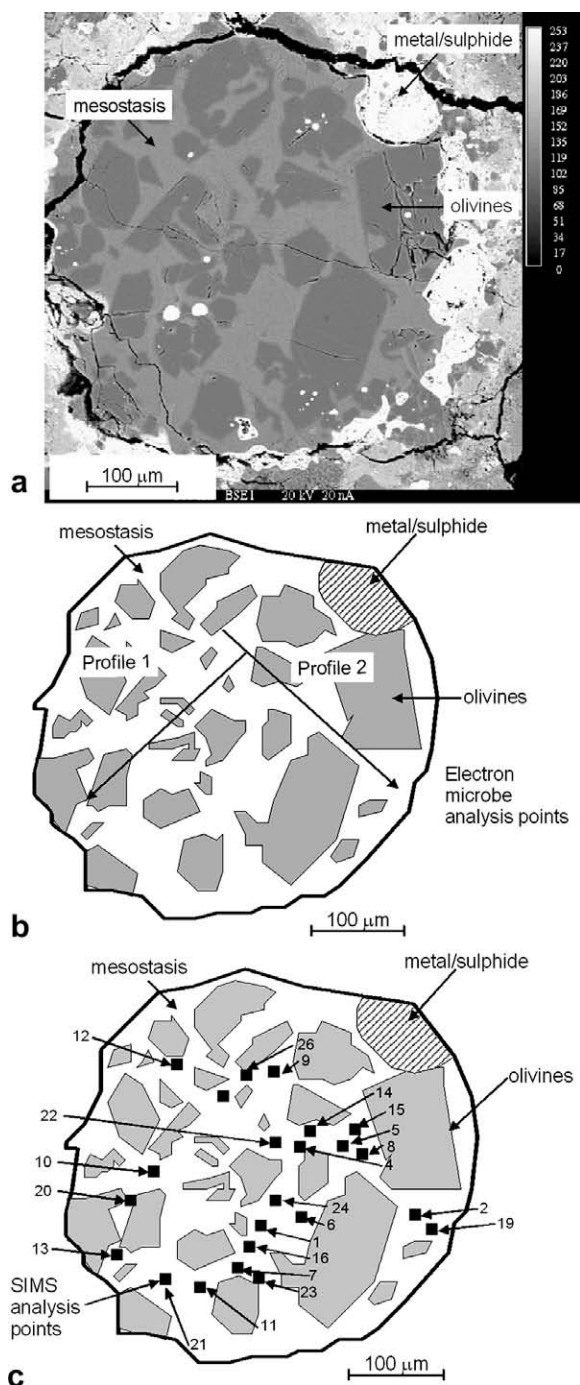 metal/sulphide
mesostasis
olivines
253
237
220
203
186
169
152
135
119
102
85
68
51
34
17
0
100 µm
BSE1 20 kV 20 nA
a
mesostasis
metal/sulphide
Profile 1
Profile 2
olivines
Electron
microbe
analysis points
100 µm
b
mesostasis
metal/sulphide
12
26
9
olivines
14
15
22
5
8
10
4
20
24
2
6
19
1
13
16
7
SIMS
analysis
points
23
11
21
100 µm
c